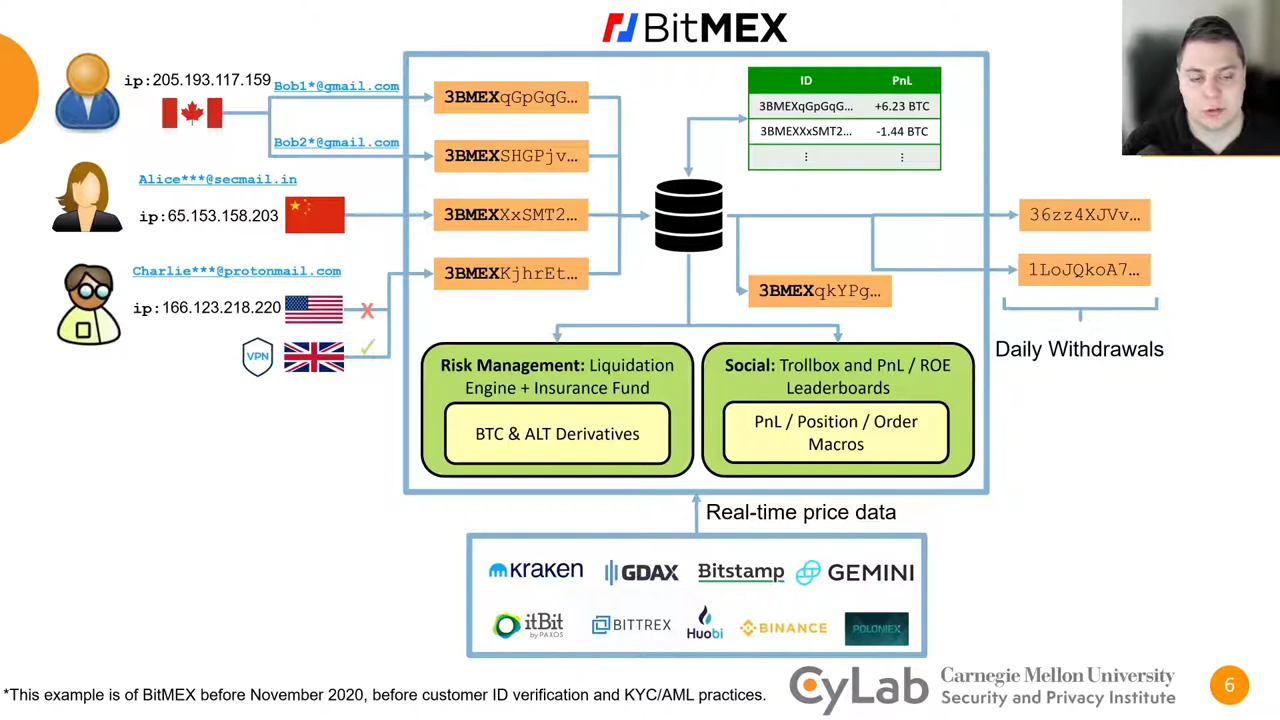 BitMEX
ip:205.193.117.159
Bob1*@gmail.com
Bob2*@gmail.com
3BMEXqGpGqG…
3BMEXSHGPjv…
ID PnL
3BMEXqGpGqG… +6.23 BTC
3BMEXXxSMT2… -1.44 BTC
⋮ ⋮
Alice***@secmail.in
ip:65.153.158.203
3BMEXXxSMT2…
36zz4XJVv…
Charlie***@protonmail.com
3BMEXKjhrEt…
1LoJQkoA7…
ip:166.123.218.220
X
3BMEXqkYPg…
VPN
Daily Withdrawals
Risk Management: Liquidation
Engine + Insurance Fund
BTC & ALT Derivatives
Social: Trollbox and PnL / ROE
Leaderboards
PnL / Position / Order
Macros
Real-time price data
KRaKeN
GDAX
Bitstamp
GEMINI
itBit
by PAXOS
BITTREX
Huobi
BINANCE
POLONIEX
*This example is of BitMEX before November 2020, before customer ID verification and KYC/AML practices.
CyLab
Carnegie Mellon University
Security and Privacy Institute
6